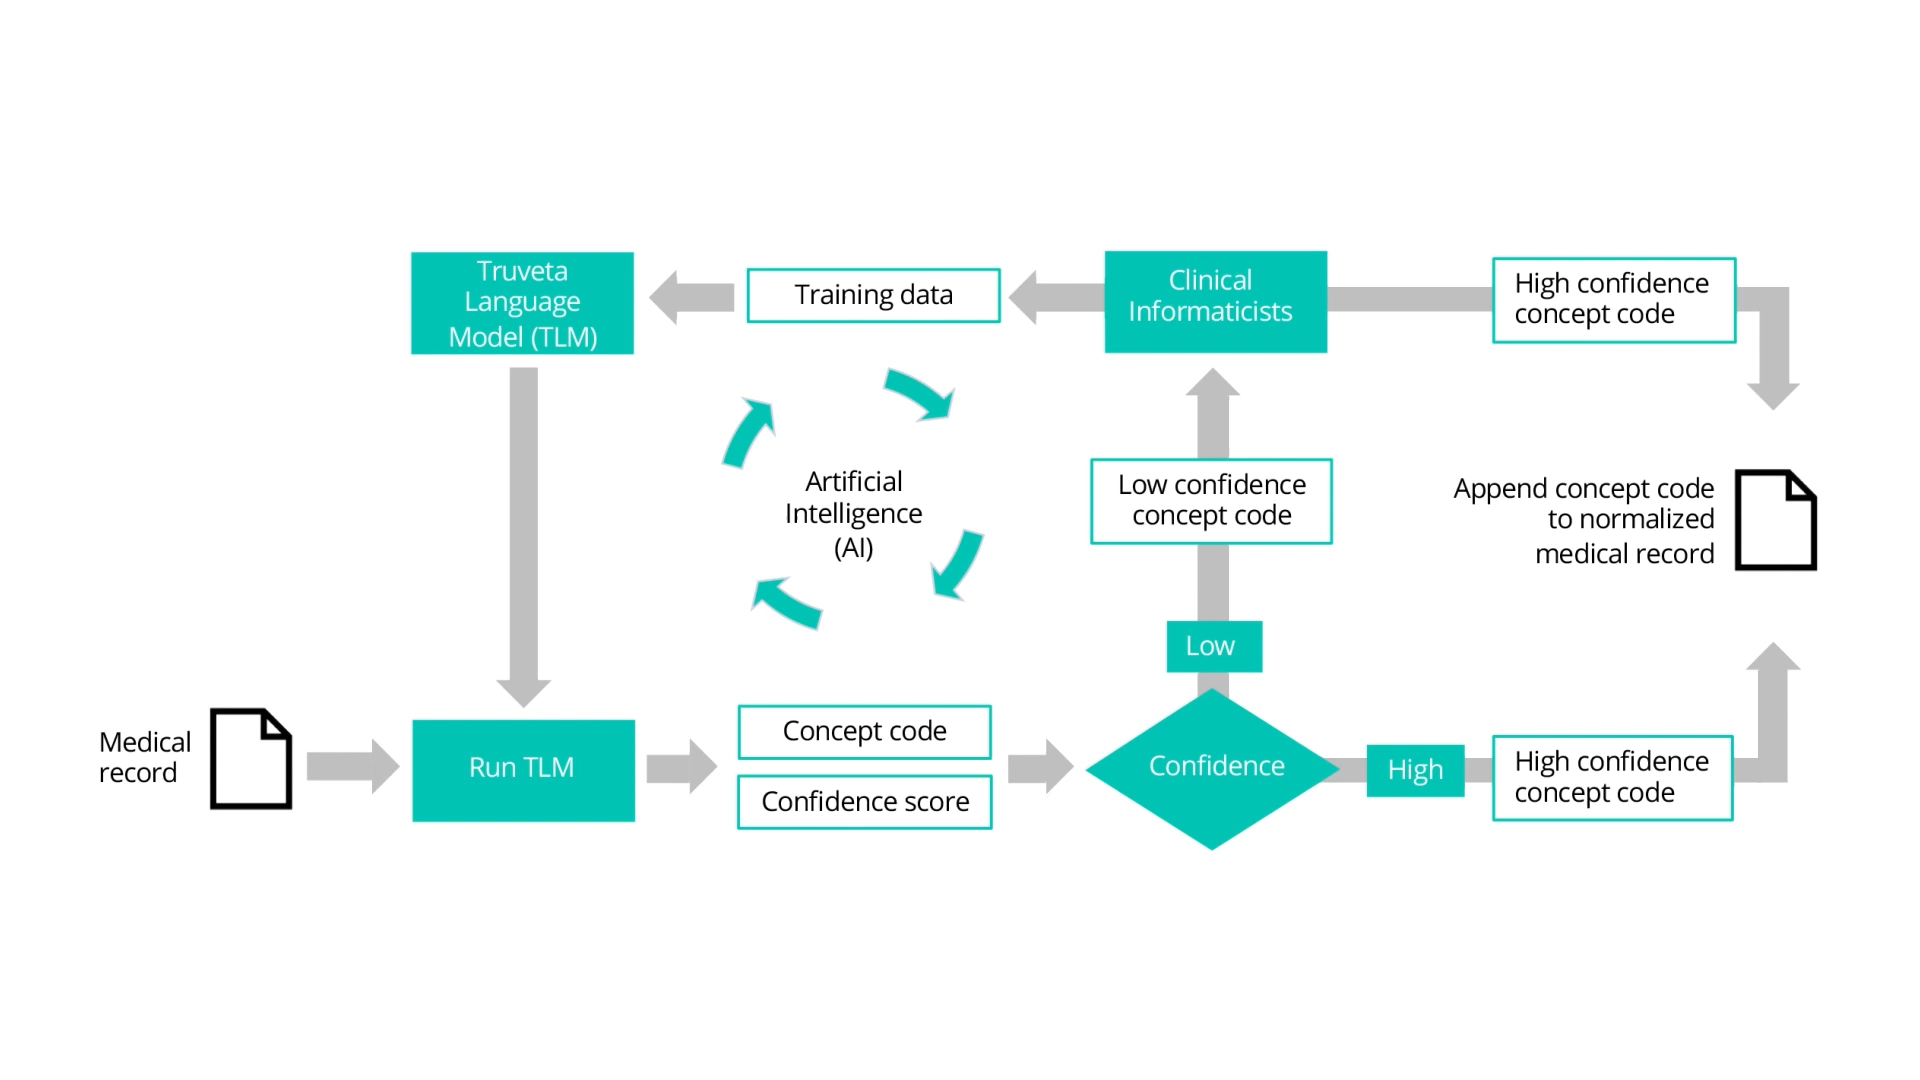 Truveta
Language
Model (TLM)
Training data
Clinical
Informaticists
High confidence
concept code
Artificial
Intelligence
(AI)
Low confidence
concept code
Append concept code
to normalized
medical record
Low
Medical
record
Run TLM
Concept code
Confidence score
Confidence
High
High confidence
concept code